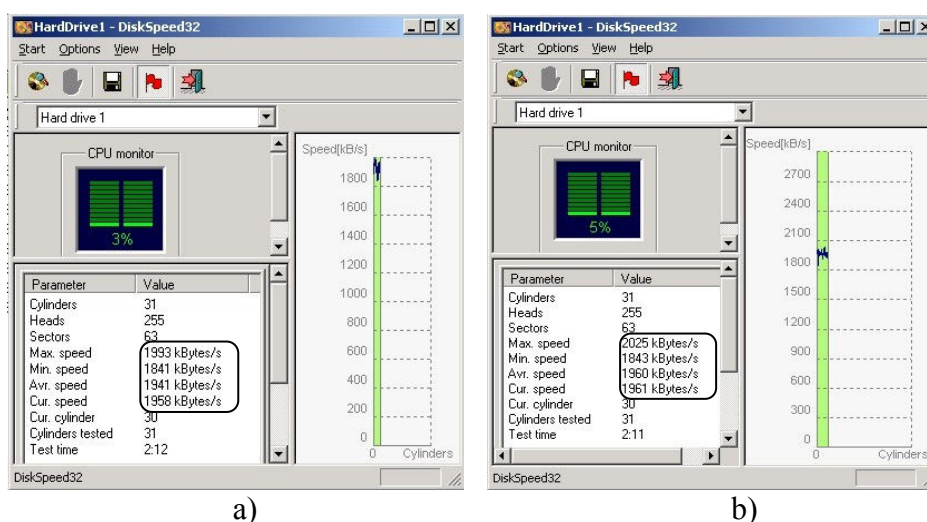 HardDrive1 - DiskSpeed32
Start Options View Help
Hard drive 1
CPU monitor
3%
Parameter Value
Cylinders 31
Heads 255
Sectors 63
Max. speed 1993 kBytes/s
Min. speed 1841 kBytes/s
Avr. speed 1941 kBytes/s
Cur. speed 1958 kBytes/s
Cur. cylinder 30
Cylinders tested 31
Test time 2:12
Speed[kB/s]
1800
1600
1400
1200
1000
800
600
400
200
0
0 Cylinders
DiskSpeed32
a)
HardDrive1 - DiskSpeed32
Start Options View Help
Hard drive 1
CPU monitor
5%
Parameter Value
Cylinders 31
Heads 255
Sectors 63
Max. speed 2025 kBytes/s
Min. speed 1843 kBytes/s
Avr. speed 1960 kBytes/s
Cur. speed 1961 kBytes/s
Cur. cylinder 30
Cylinders tested 31
Test time 2:11
Speed[kB/s]
2700
2400
2100
1800
1500
1200
900
600
300
0
0 Cylinders
DiskSpeed32
b)